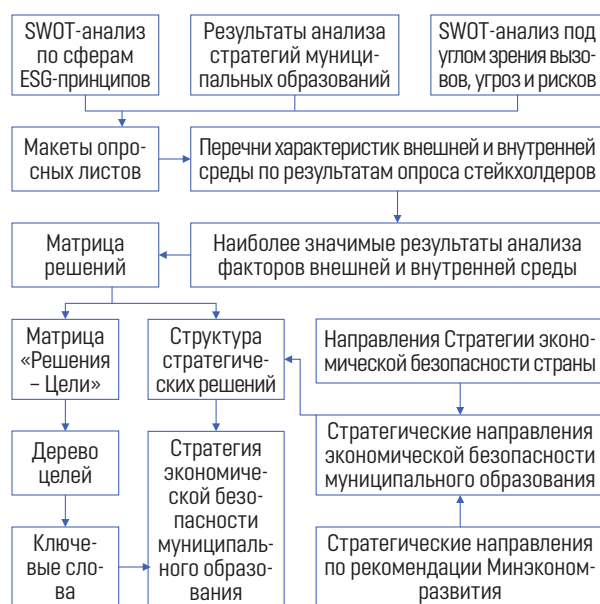 SWOT-анализ
по сферам
ESG-принципов
Результаты анализа
стратегий муници-
пальных образований
SWOT-анализ под
углом зрения вызо-
вов, угроз и рисков
Макеты опро-
сных листов
Перечни характеристик внешней и внутренней
среды по результатам опроса стейкхолдеров
Матрица
решений
Наиболее значимые результаты анализа
факторов внешней и внутренней среды
Матрица
«Решения
– Цели»
Структура
стратегиче-
ских решений
Направления Стратегии эконо-
мической безопасности страны
Дерево
целей
Стратегия
экономиче-
ской безо-
пасности
муниципаль-
ного образо-
вания
Стратегические направления
экономической безопасности
муниципального образования
Ключе-
вые сло-
ва
Стратегические направления
по рекомендации Минэконом-
развития